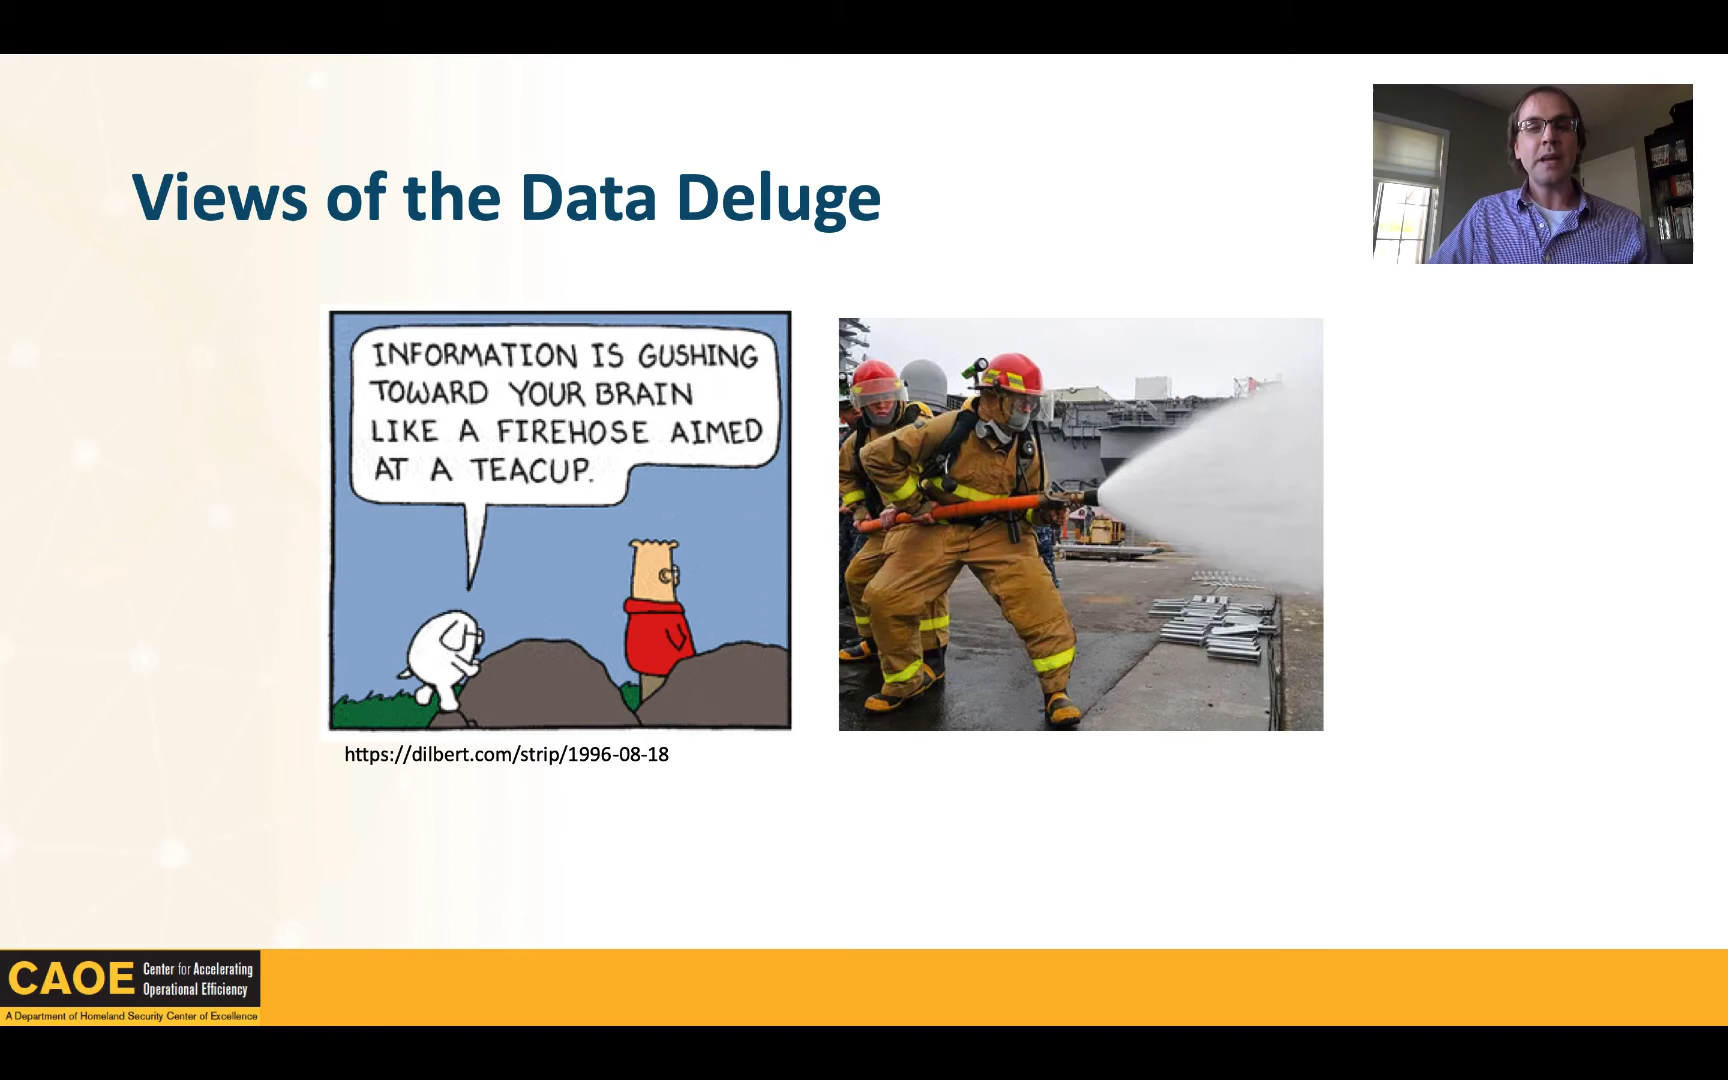 Views of the Data Deluge
INFORMATION IS GUSHING
TOWARD YOUR BRAIN
LIKE A FIREHOSE AIMED
AT A TEACUP.
https://dilbert.com/strip/1996-08-18
CAOE
Center for Accelerating
Operational Efficiency
A Department of Homeland Security Center of Excellence